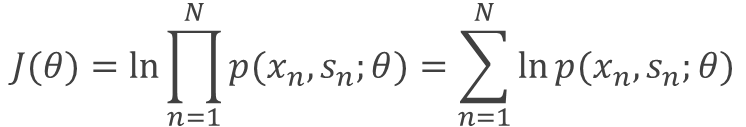 J(θ) = ln ∏_{n=1}^{N} p(x_n, s_n; θ) = ∑_{n=1}^{N} ln p(x_n, s_n; θ)